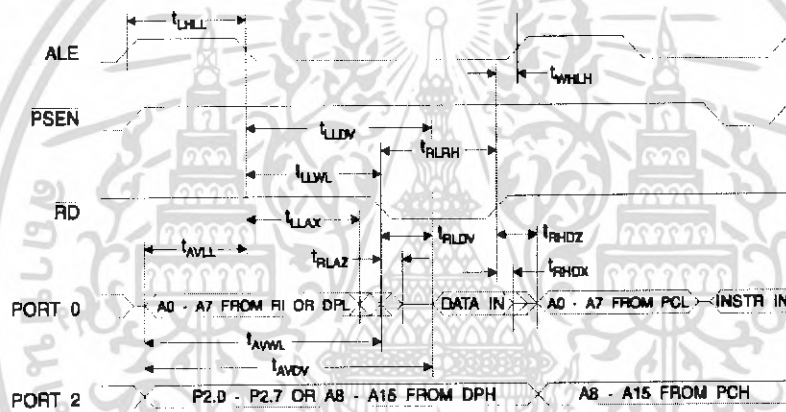 tLHLL
ALE
tWHLH
PSEN
tLLDV
tRLRH
tLLWL
RD
tLLAX
tRLDV
tRHDZ
tAVLL
tRLAZ
tRHDX
PORT 0 A0 - A7 FROM RI OR DPL DATA IN A0 - A7 FROM PCL INSTR IN
tAVWL
tAVDV
PORT 2 P2.0 - P2.7 OR A8 - A15 FROM DPH A8 - A15 FROM PCH